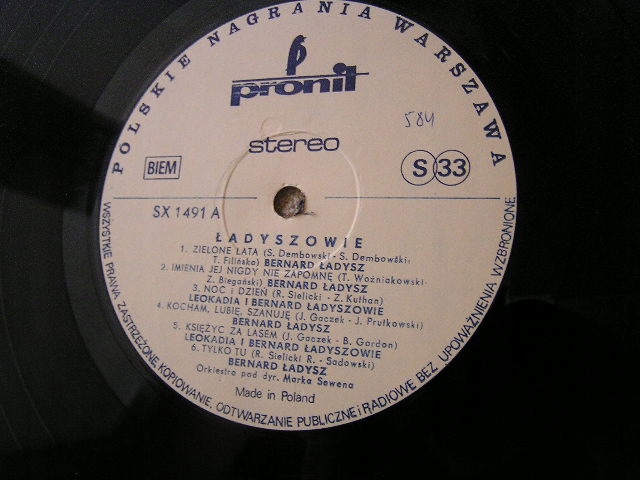 POLSKIE NAGRANIA WARSZAWA
pronit
584
stereo
BIEM
S 33
SX 1491 A
ŁADYSZOWIE
1. ZIELONE LATA (S. Dembowski - S. Dembowski;
T. Filińska) BERNARD ŁADYSZ
2. IMIENIA JEJ NIGDY NIE ZAPOMNĘ (T. Woźniakowski -
Z. Biegański) BERNARD ŁADYSZ
3. NOC I DZIEŃ (R. Sielicki - Z. Kuthan)
LEOKADIA I BERNARD ŁADYSZOWIE
4. KOCHAM, LUBIĘ, SZANUJĘ (J. Gaczek - J. Prutkowski)
BERNARD ŁADYSZ
5. KSIĘŻYC ZA LASEM (J. Gaczek - B. Gordon)
LEOKADIA I BERNARD ŁADYSZOWIE
6. TYLKO TU (R. Sielicki R. - Sadowski)
BERNARD ŁADYSZ
Orkiestra pod dyr. Marka Sewena
Made in Poland
WSZYSTKIE PRAWA ZASTRZEŻONE, KOPIOWANIE, ODTWARZANIE PUBLICZNE i RADIOWE BEZ UPOWAŻNIENIA WZBRONIONE